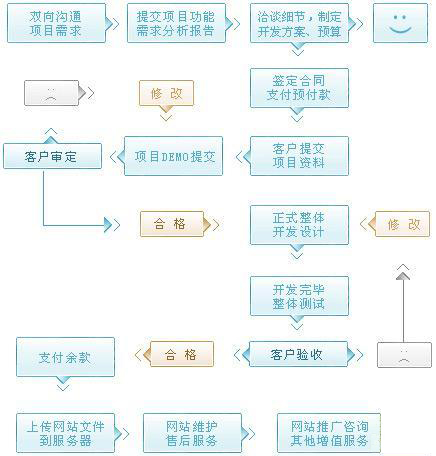 双向沟通
项目需求
提交项目功能
需求分析报告
洽谈细节，制定
开发方案、预算
签定合同
支付预付款
修 改
客户审定
项目DEMO提交
客户提交
项目资料
合 格
正式整体
开发设计
修 改
开发完毕
整体测试
支付余款
合 格
客户验收
上传网站文件
到服务器
网站维护
售后服务
网站推广咨询
其他增值服务